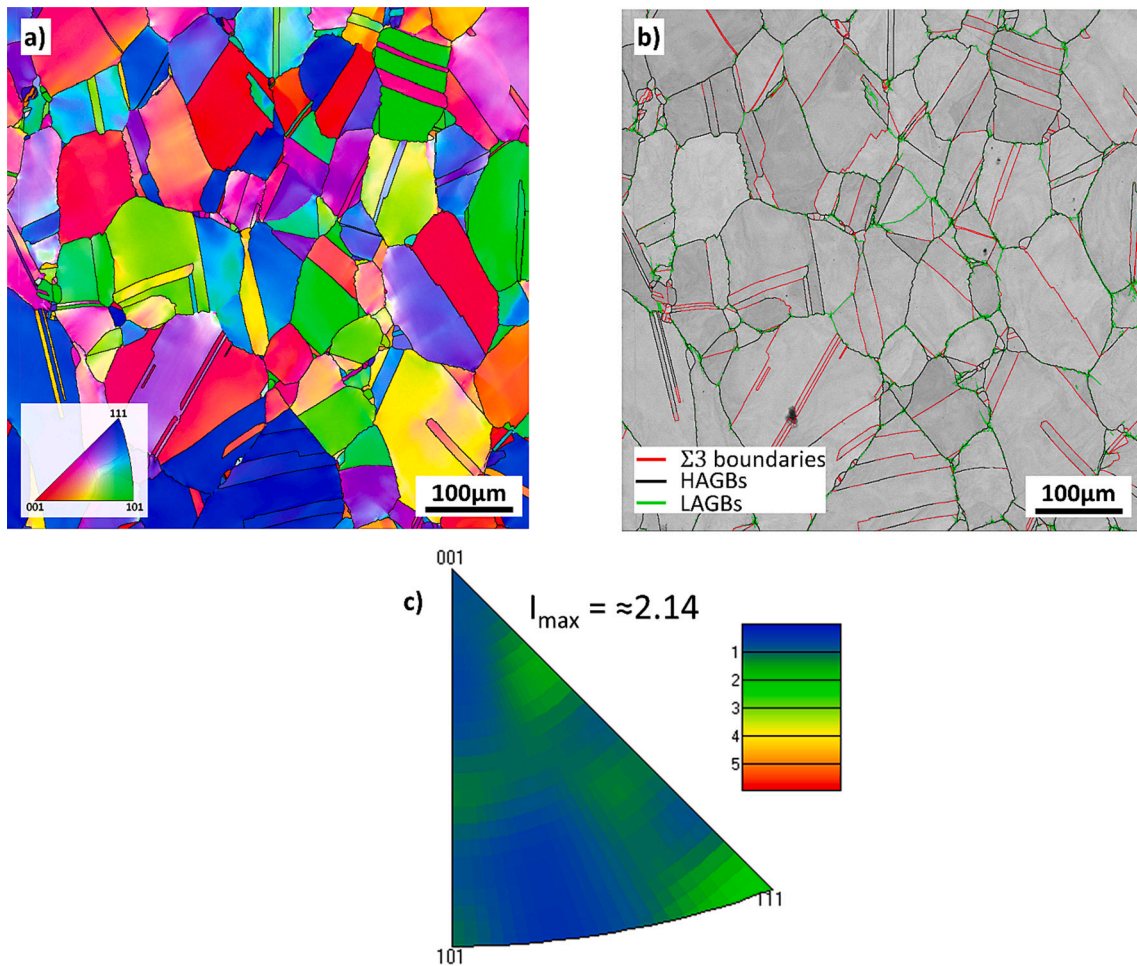 a)
111
001
101
100μm
b)
Σ3 boundaries
HAGBs
LAGBs
100μm
c)
001
Imax = ≈2.14
1
2
3
4
5
111
101